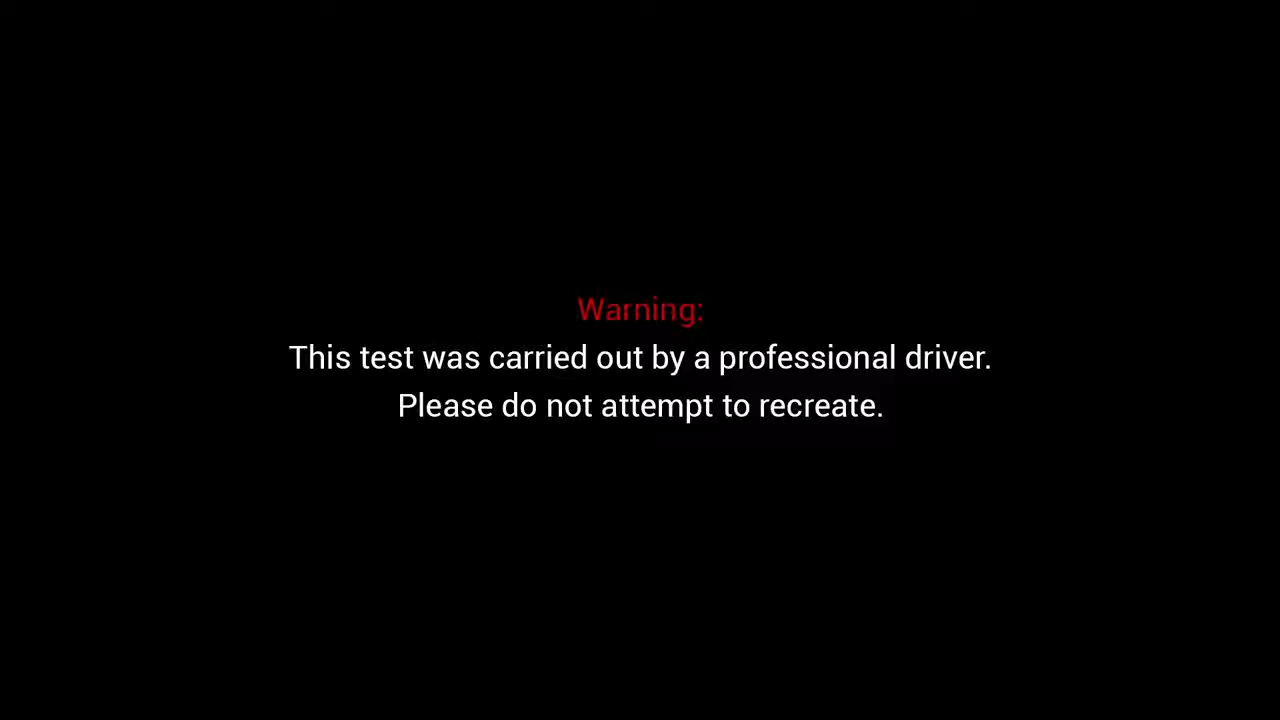 Warning:
This test was carried out by a professional driver.
Please do not attempt to recreate.